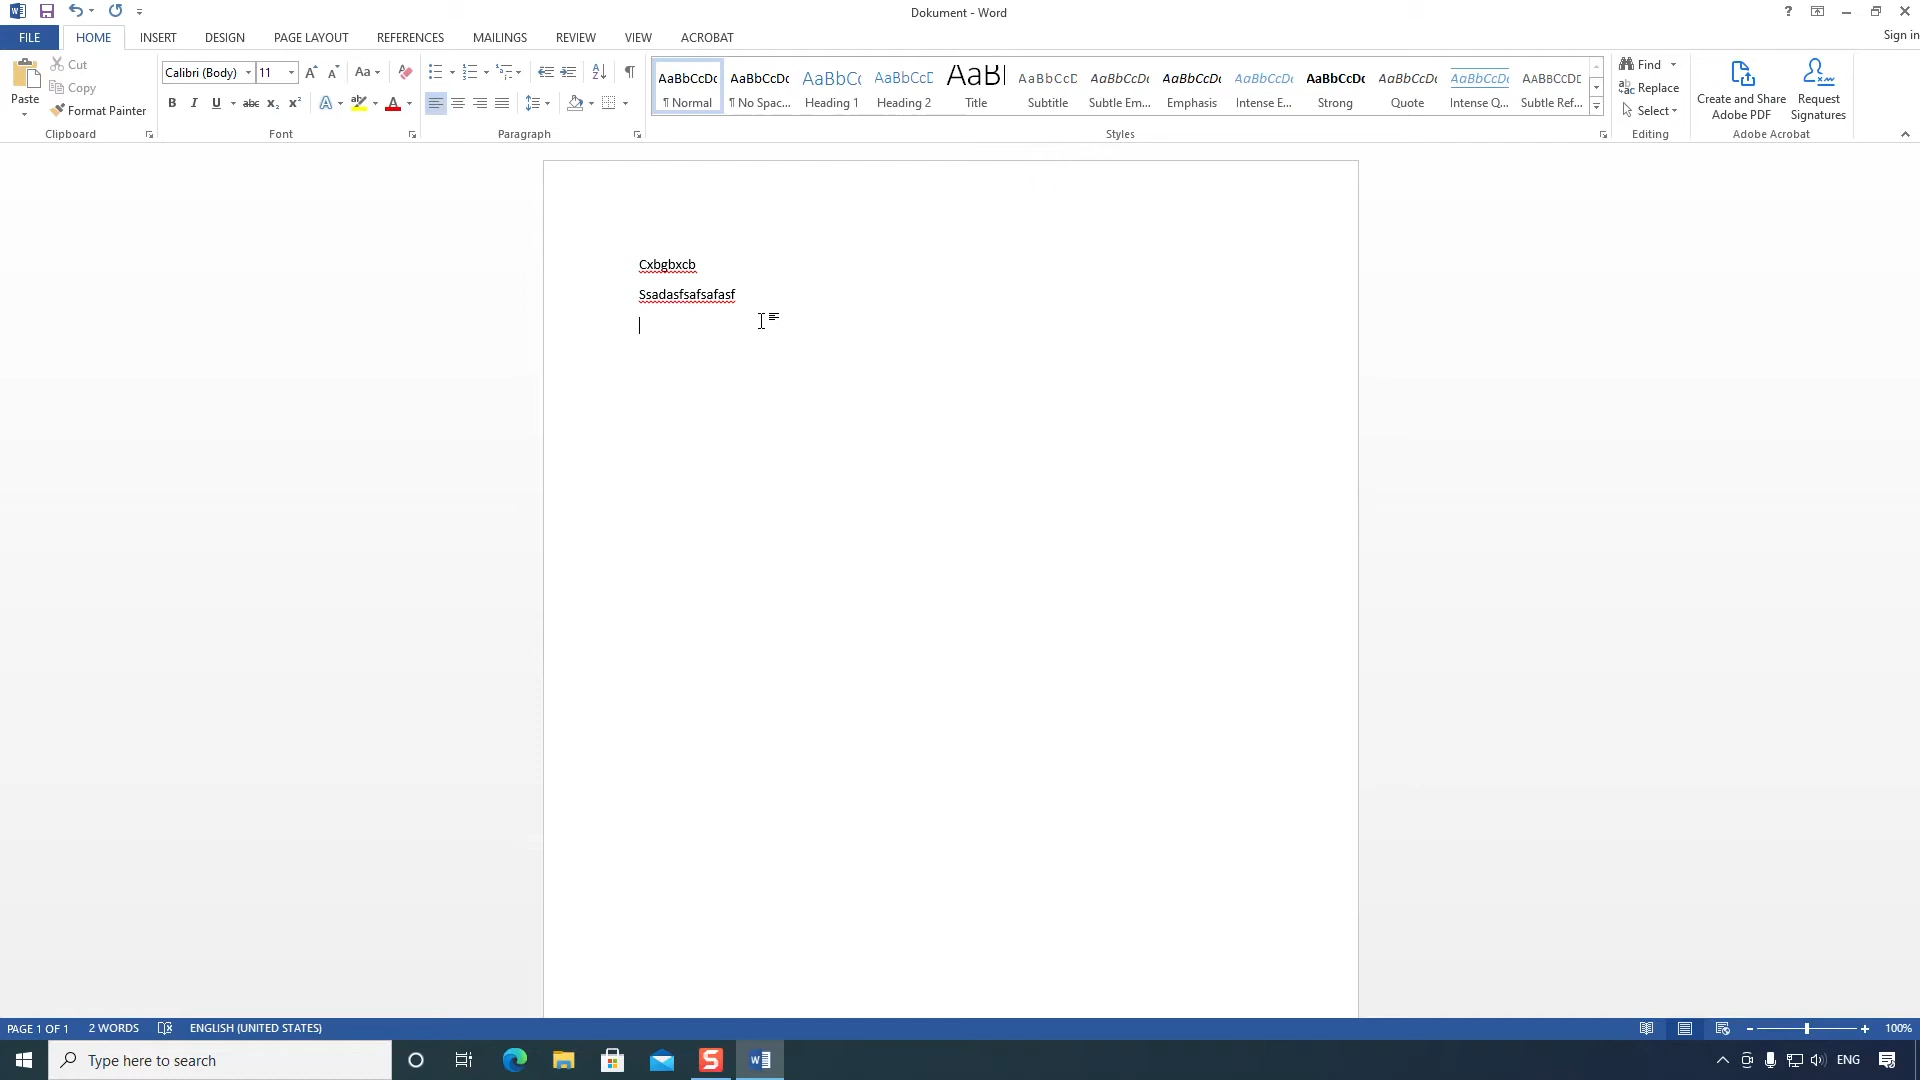 Dokument - Word
?
FILE HOME INSERT DESIGN PAGE LAYOUT REFERENCES MAILINGS REVIEW VIEW ACROBAT Sign in
Paste
Cut
Copy
Format Painter
Clipboard
Calibri (Body) 11
Font
Paragraph
AaBbCcDc AaBbCcDc AaBbCc AaBbCcD AaBl AaBbCcD AaBbCcDc AaBbCcDc AaBbCcDc AaBbCcDc AaBbCcDc AaBbCcDc AABBCCDC
¶ Normal ¶ No Spac... Heading 1 Heading 2 Title Subtitle Subtle Em... Emphasis Intense E... Strong Quote Intense Q... Subtle Ref...
Styles
Find
Replace
Select
Editing
Create and Share
Adobe PDF
Request
Signatures
Adobe Acrobat
Cxbgbxcb
Ssadasfsafsafasf
PAGE 1 OF 1 2 WORDS ENGLISH (UNITED STATES) 100%
Type here to search
ENG